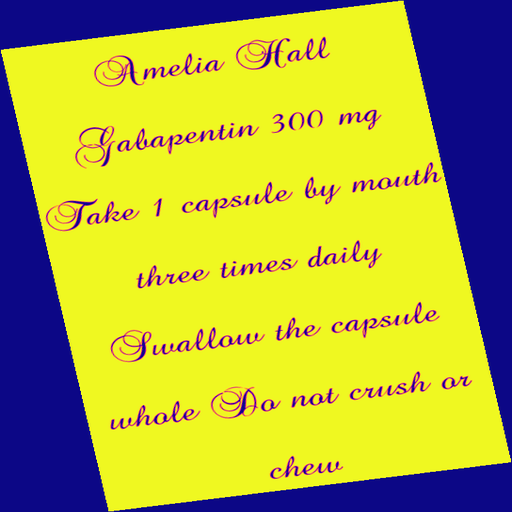 Amelia Hall
Gabapentin 300 mg
Take 1 capsule by mouth
three times daily
Swallow the capsule
whole Do not crush or
chew